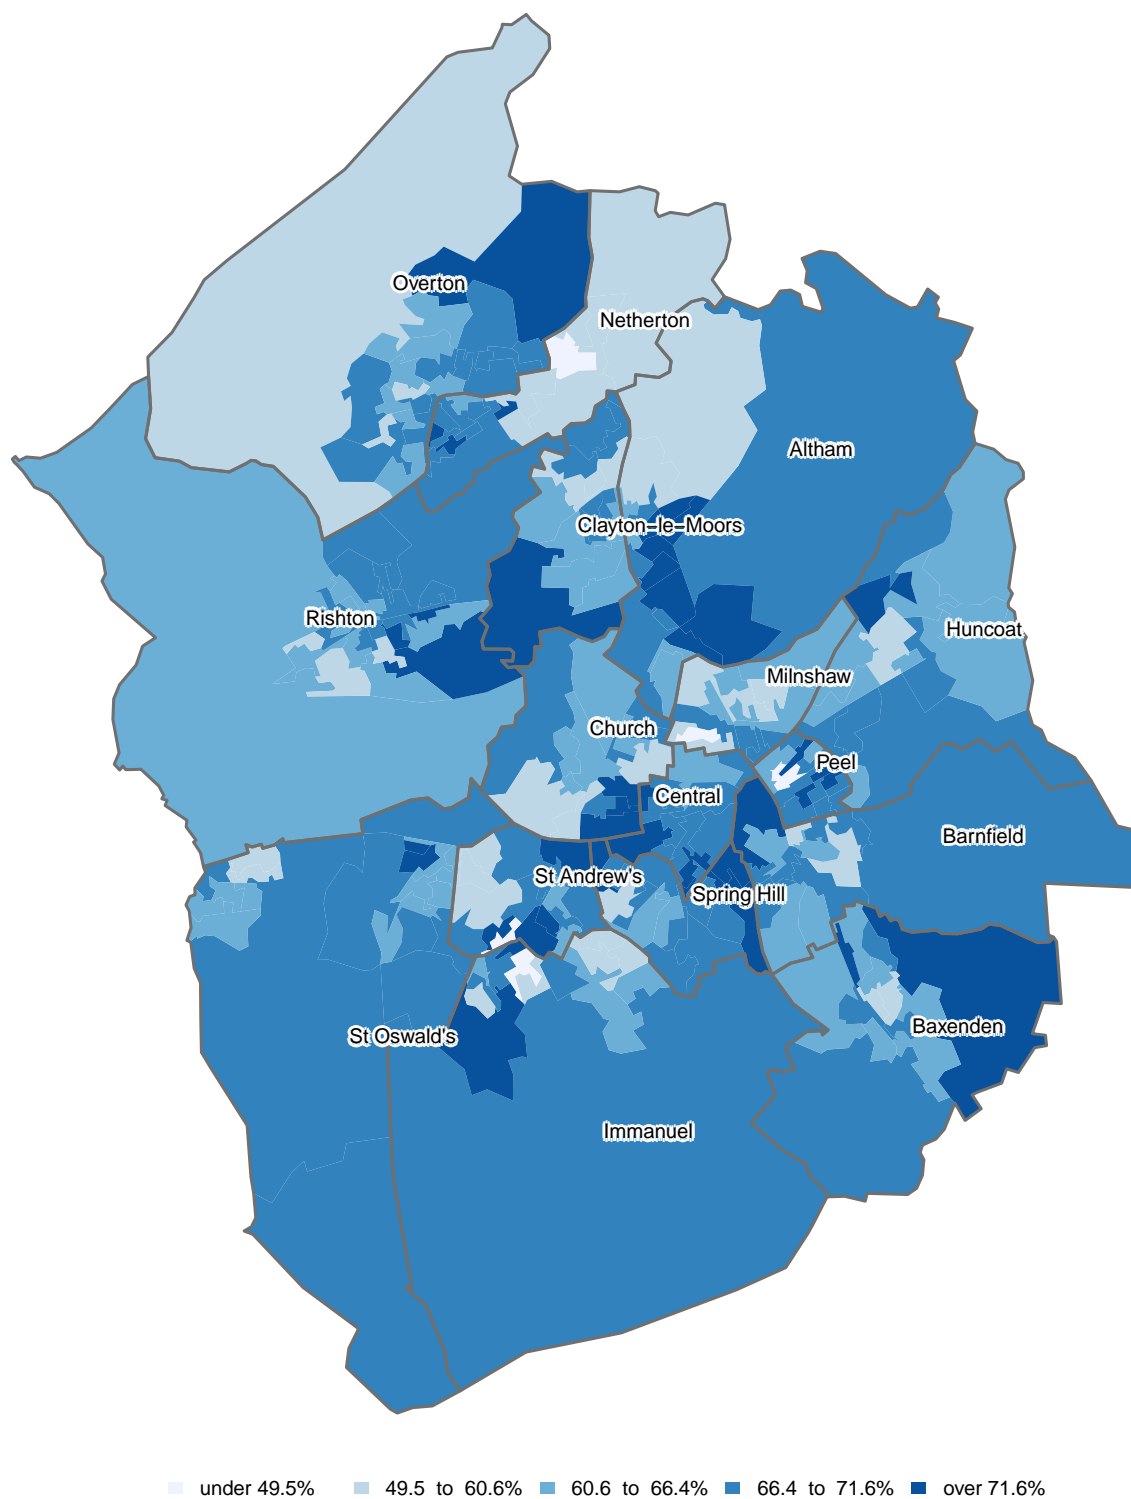 Overton
Netherton
Altham
Clayton–le–Moors
Rishton
Huncoat
Milnshaw
Church
Peel
Central
Barnfield
St Andrew's
Spring Hill
Baxenden
St Oswald's
Immanuel
under 49.5% 49.5 to 60.6% 60.6 to 66.4% 66.4 to 71.6% over 71.6%